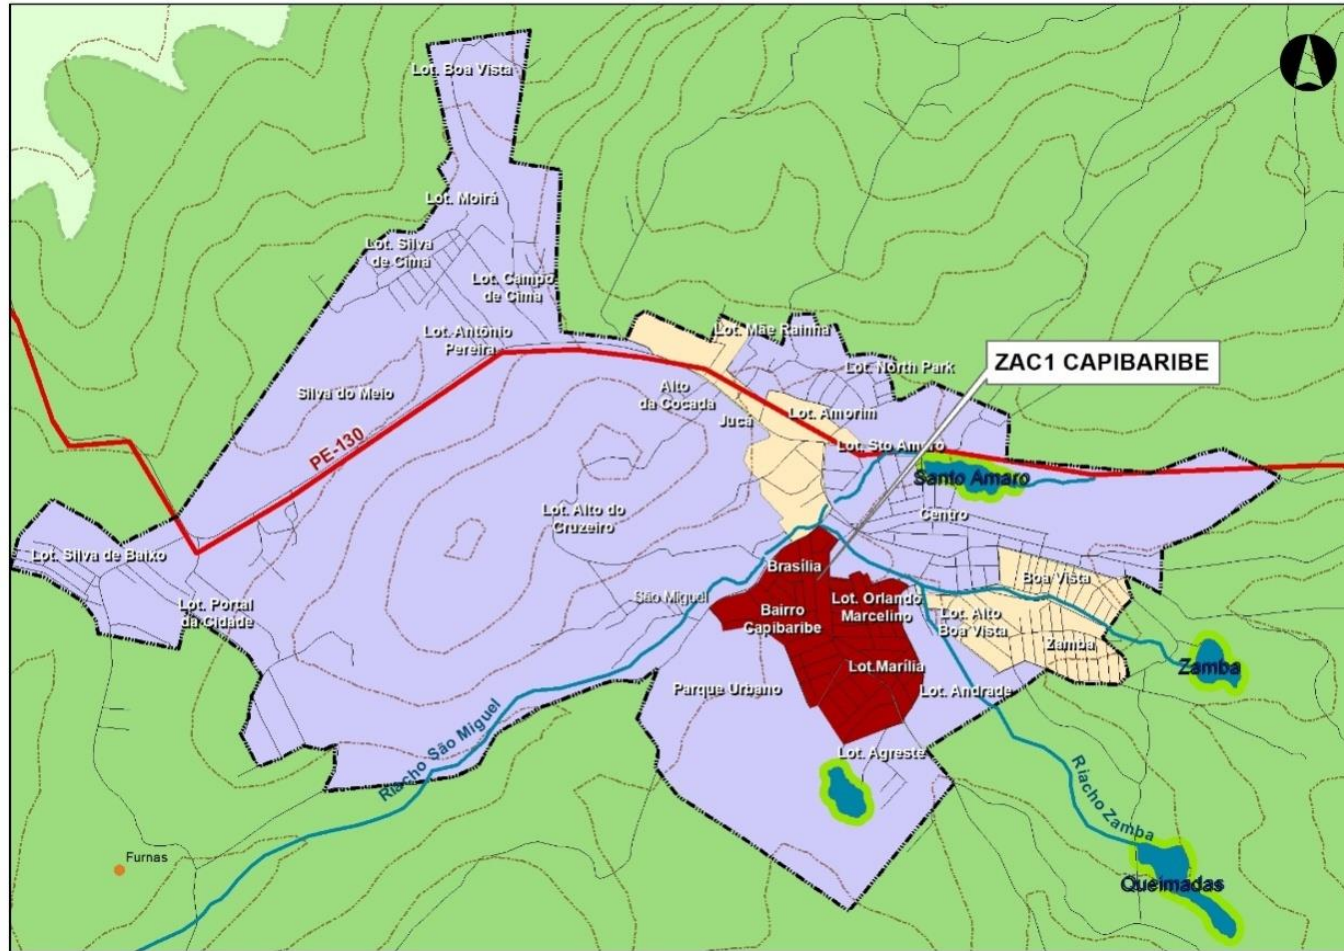 Lot. Boa Vista
Lot. Moirá
Lot. Silva
de Cima
Lot. Campo
de Cima
Lot. Antônio
Pereira
Lot. Mãe Rainha
ZAC1 CAPIBARIBE
Lot. North Park
Silva do Meio
Alto
da Cocada
Jucá
Lot. Amorim
PE-130
Lot. Sto Amaro
Santo Amaro
Centro
Lot. Alto do
Cruzeiro
Lot. Silva de Baixo
Brasília
Boa Vista
Lot. Portal
da Cidade
São Miguel
Bairro
Capibaribe
Lot. Orlando
Marcelino
Lot. Alto
Boa Vista
Zamba
Lot.Marília
Zamba
Parque Urbano
Lot. Andrade
Riacho São Miguel
Lot. Agreste
Riacho Zamba
Furnas
Queimadas